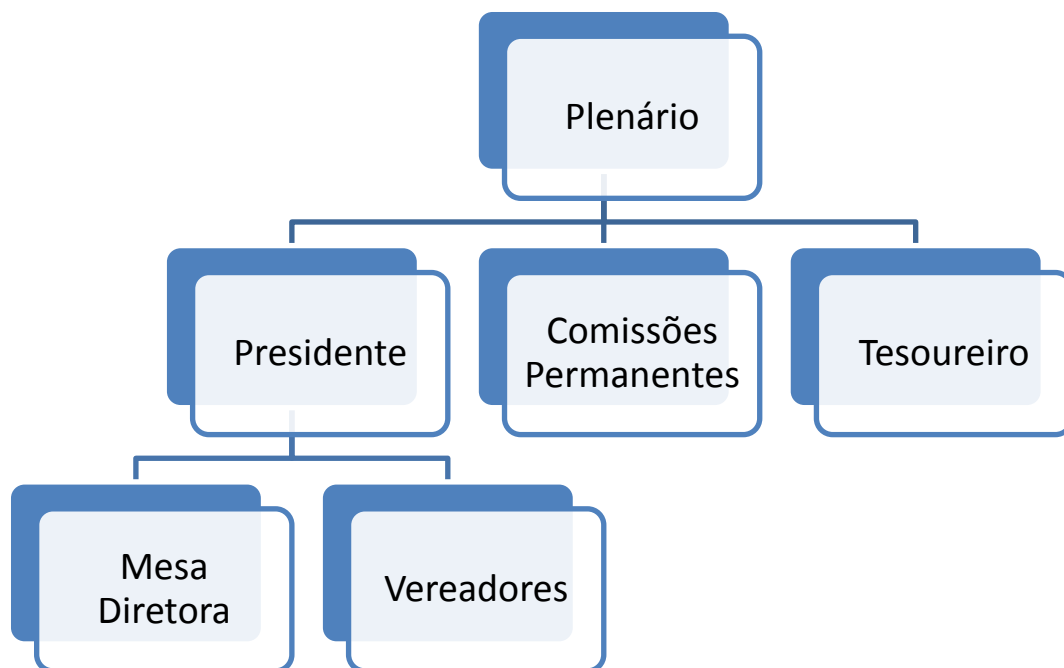 Plenário
Presidente
Comissões
Permanentes
Tesoureiro
Mesa
Diretora
Vereadores